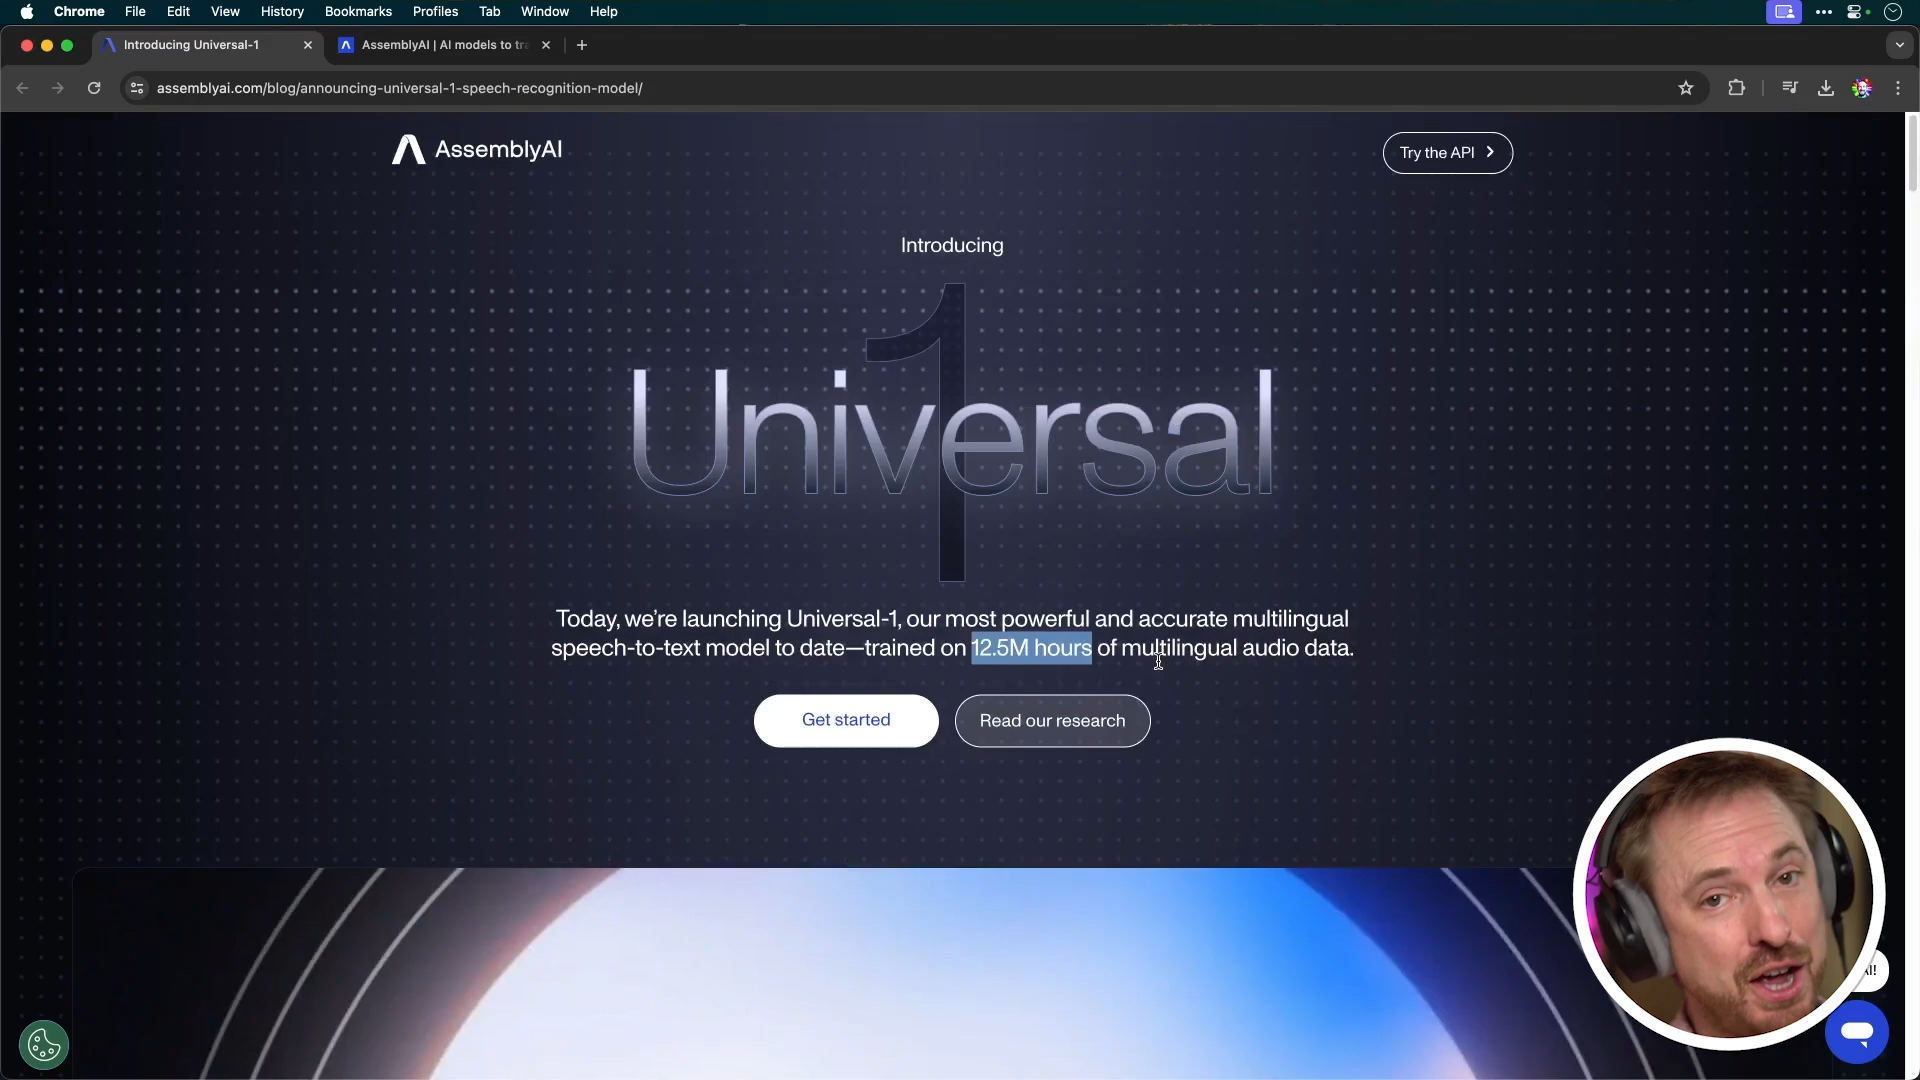 Chrome File Edit View History Bookmarks Profiles Tab Window Help
Introducing Universal-1
AssemblyAI | AI models to tra
assemblyai.com/blog/announcing-universal-1-speech-recognition-model/
AssemblyAI
Try the API
Introducing
1
Universal
Today, we're launching Universal-1, our most powerful and accurate multilingual
speech-to-text model to date—trained on 12.5M hours of multilingual audio data.
Get started
Read our research
AI!